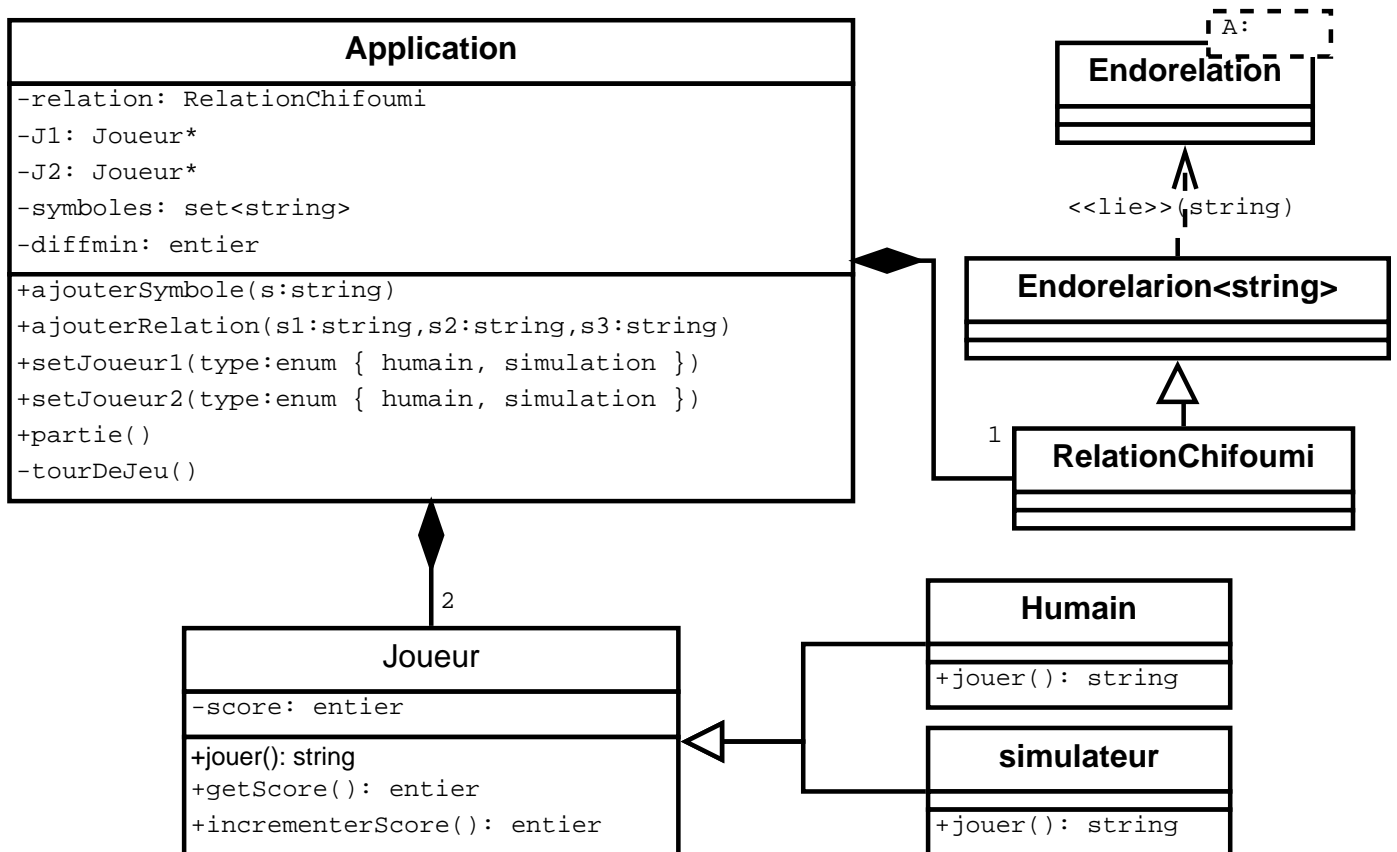 Application
-relation: RelationChifoumi
-J1: Joueur*
-J2: Joueur*
-symboles: set<string>
-diffmin: entier
+ajouterSymbole(s:string)
+ajouterRelation(s1:string,s2:string,s3:string)
+setJoueur1(type:enum { humain, simulation })
+setJoueur2(type:enum { humain, simulation })
+partie()
-tourDeJeu()
A:
Endorelation
<<lie>>(string)
Endorelarion<string>
1
RelationChifoumi
2
Joueur
-score: entier
+jouer(): string
+getScore(): entier
+incrementerScore(): entier
Humain
+jouer(): string
simulateur
+jouer(): string